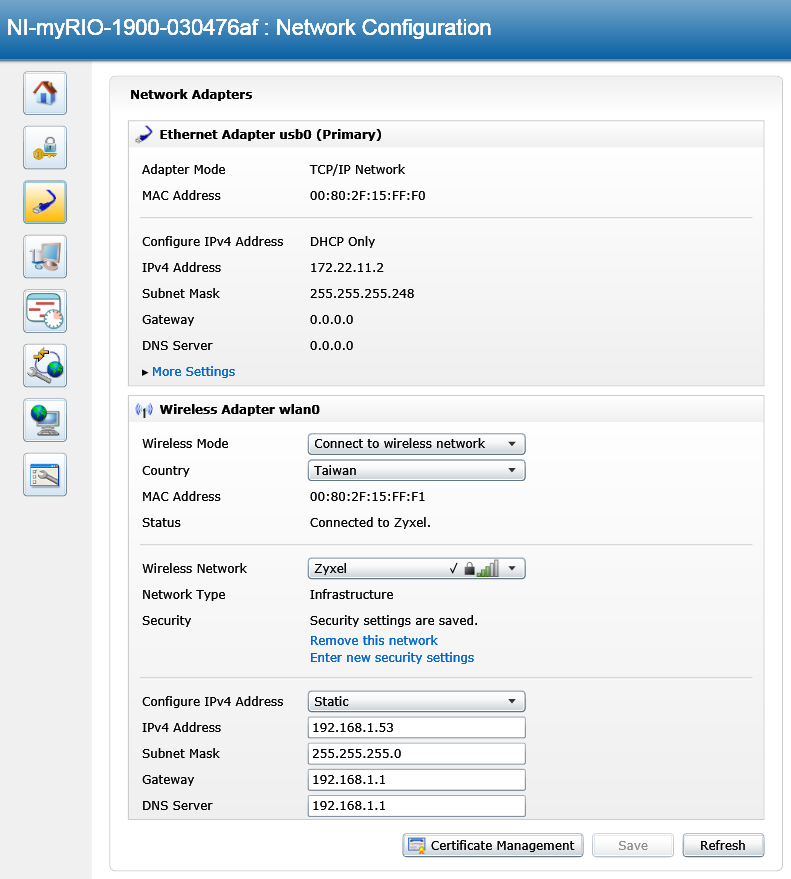 NI-myRIO-1900-030476af : Network Configuration
Network Adapters
Ethernet Adapter usb0 (Primary)
Adapter Mode TCP/IP Network
MAC Address 00:80:2F:15:FF:F0
Configure IPv4 Address DHCP Only
IPv4 Address 172.22.11.2
Subnet Mask 255.255.255.248
Gateway 0.0.0.0
DNS Server 0.0.0.0
More Settings
Wireless Adapter wlan0
Wireless Mode Connect to wireless network
Country Taiwan
MAC Address 00:80:2F:15:FF:F1
Status Connected to Zyxel.
Wireless Network Zyxel
Network Type Infrastructure
Security Security settings are saved.
Remove this network
Enter new security settings
Configure IPv4 Address Static
IPv4 Address 192.168.1.53
Subnet Mask 255.255.255.0
Gateway 192.168.1.1
DNS Server 192.168.1.1
Certificate Management Save Refresh